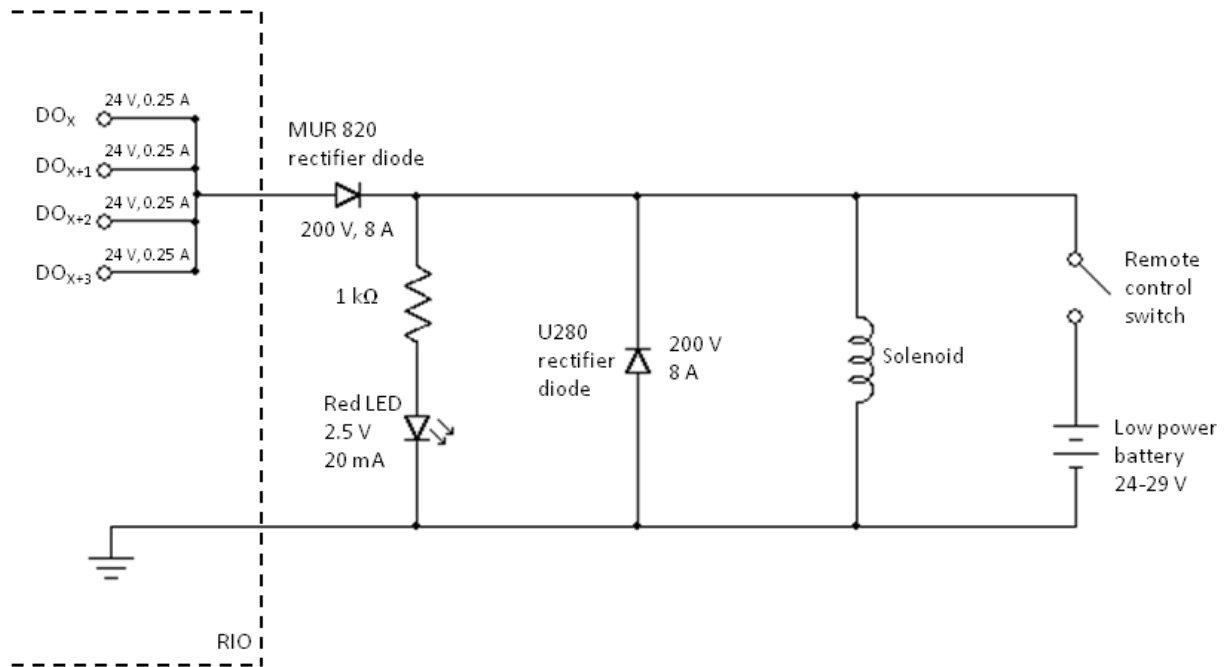 24 V, 0.25 A
DOX
24 V, 0.25 A
DOX+1
24 V, 0.25 A
DOX+2
24 V, 0.25 A
DOX+3
MUR 820
rectifier diode
200 V, 8 A
1 kΩ
Red LED
2.5 V
20 mA
U280
rectifier
diode
200 V
8 A
Solenoid
Remote
control
switch
Low power
battery
24-29 V
RIO